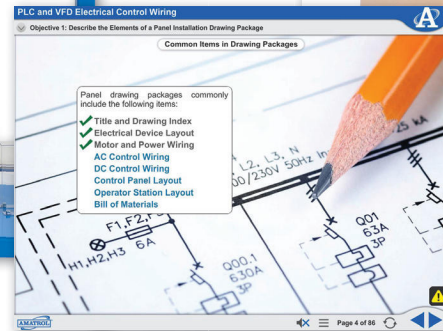 PLC and VFD Electrical Control Wiring
Objective 1: Describe the Elements of a Panel Installation Drawing Package
Common Items in Drawing Packages
Panel drawing packages commonly
include the following items:
Title and Drawing Index
Electrical Device Layout
Motor and Power Wiring
AC Control Wiring
DC Control Wiring
Control Panel Layout
Operator Station Layout
Bill of Materials
L2, L3, N
00/230V 50Hz
25 kA
F1,F2,F
6A
H1,H2,H3
Q00.1
630A
3P
Q01
63A
3P
AMATROL
Page 4 of 86